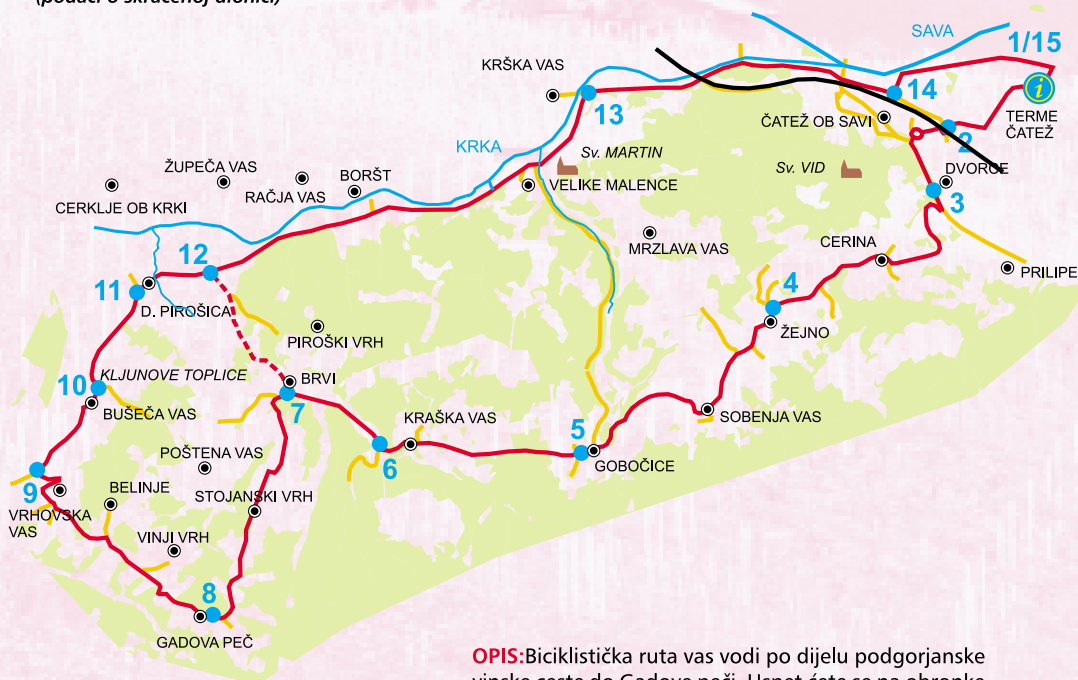 (podaci o skraćenoj dionici)
SAVA
1/15
KRŠKA VAS
14
13
TERME
ČATEŽ
ČATEŽ OB SAVI
2
KRKA
Sv. MARTIN
Sv. VID
DVORCE
ŽUPEČA VAS
RAČJA VAS
BORŠT
VELIKE MALENCE
3
CERKLJE OB KRKI
MRZLAVA VAS
CERINA
12
PRILIPE
11
D. PIROŠICA
4
ŽEJNO
PIROŠKI VRH
10
KLJUNOVE TOPLICE
BRVI
7
BUŠEČA VAS
KRAŠKA VAS
SOBENJA VAS
5
6
GOBOČICE
POŠTENA VAS
9
BELINJE
STOJANSKI VRH
VRHOVSKA
VAS
VINJI VRH
8
GADOVA PEČ
OPIS:Biciklistička ruta vas vodi po dijelu podgorjanske